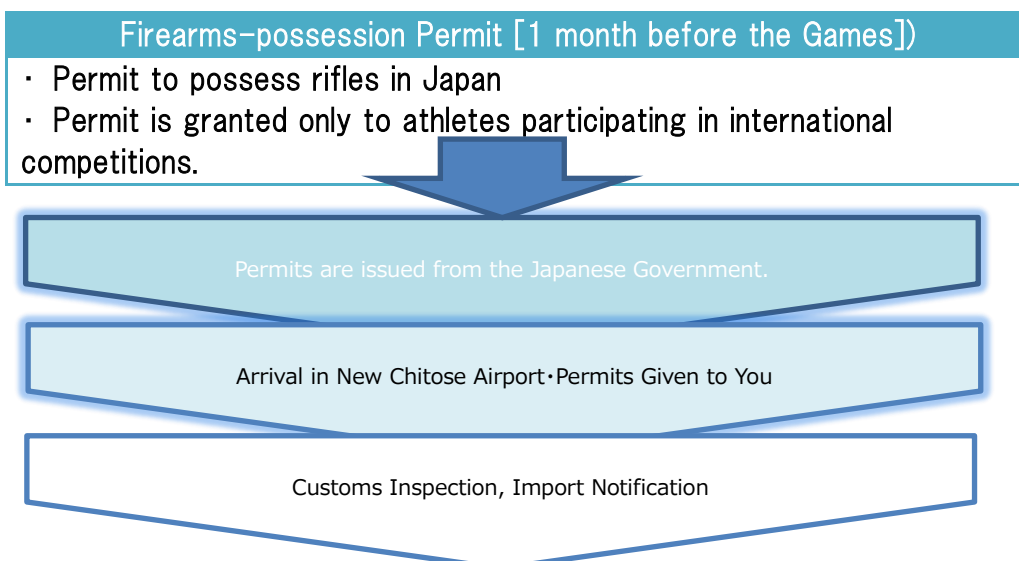 Firearms-possession Permit [1 month before the Games])
・ Permit to possess rifles in Japan
・ Permit is granted only to athletes participating in international
competitions.
Permits are issued from the Japanese Government.
Arrival in New Chitose Airport・Permits Given to You
Customs Inspection, Import Notification